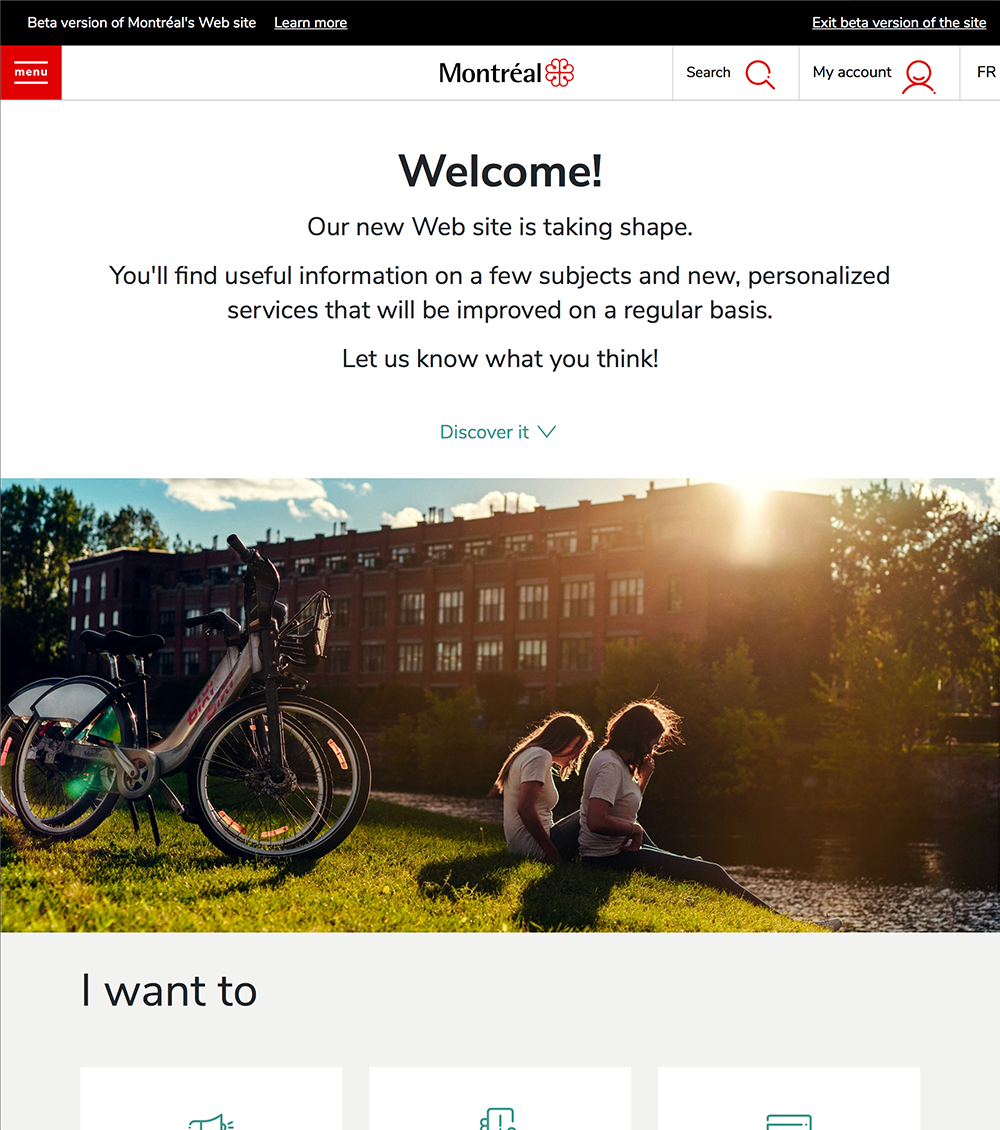 Beta version of Montréal's Web site Learn more Exit beta version of the site
menu Montréal Search My account FR
Welcome!
Our new Web site is taking shape.
You'll find useful information on a few subjects and new, personalized
services that will be improved on a regular basis.
Let us know what you think!
Discover it
bixi
I want to